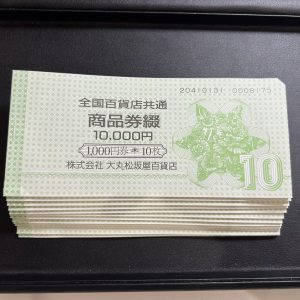 20410131 0008175
全国百貨店共通
商品券綴
10,000円
1,000円券＊10枚
株式会社 大丸松坂屋百貨店
10